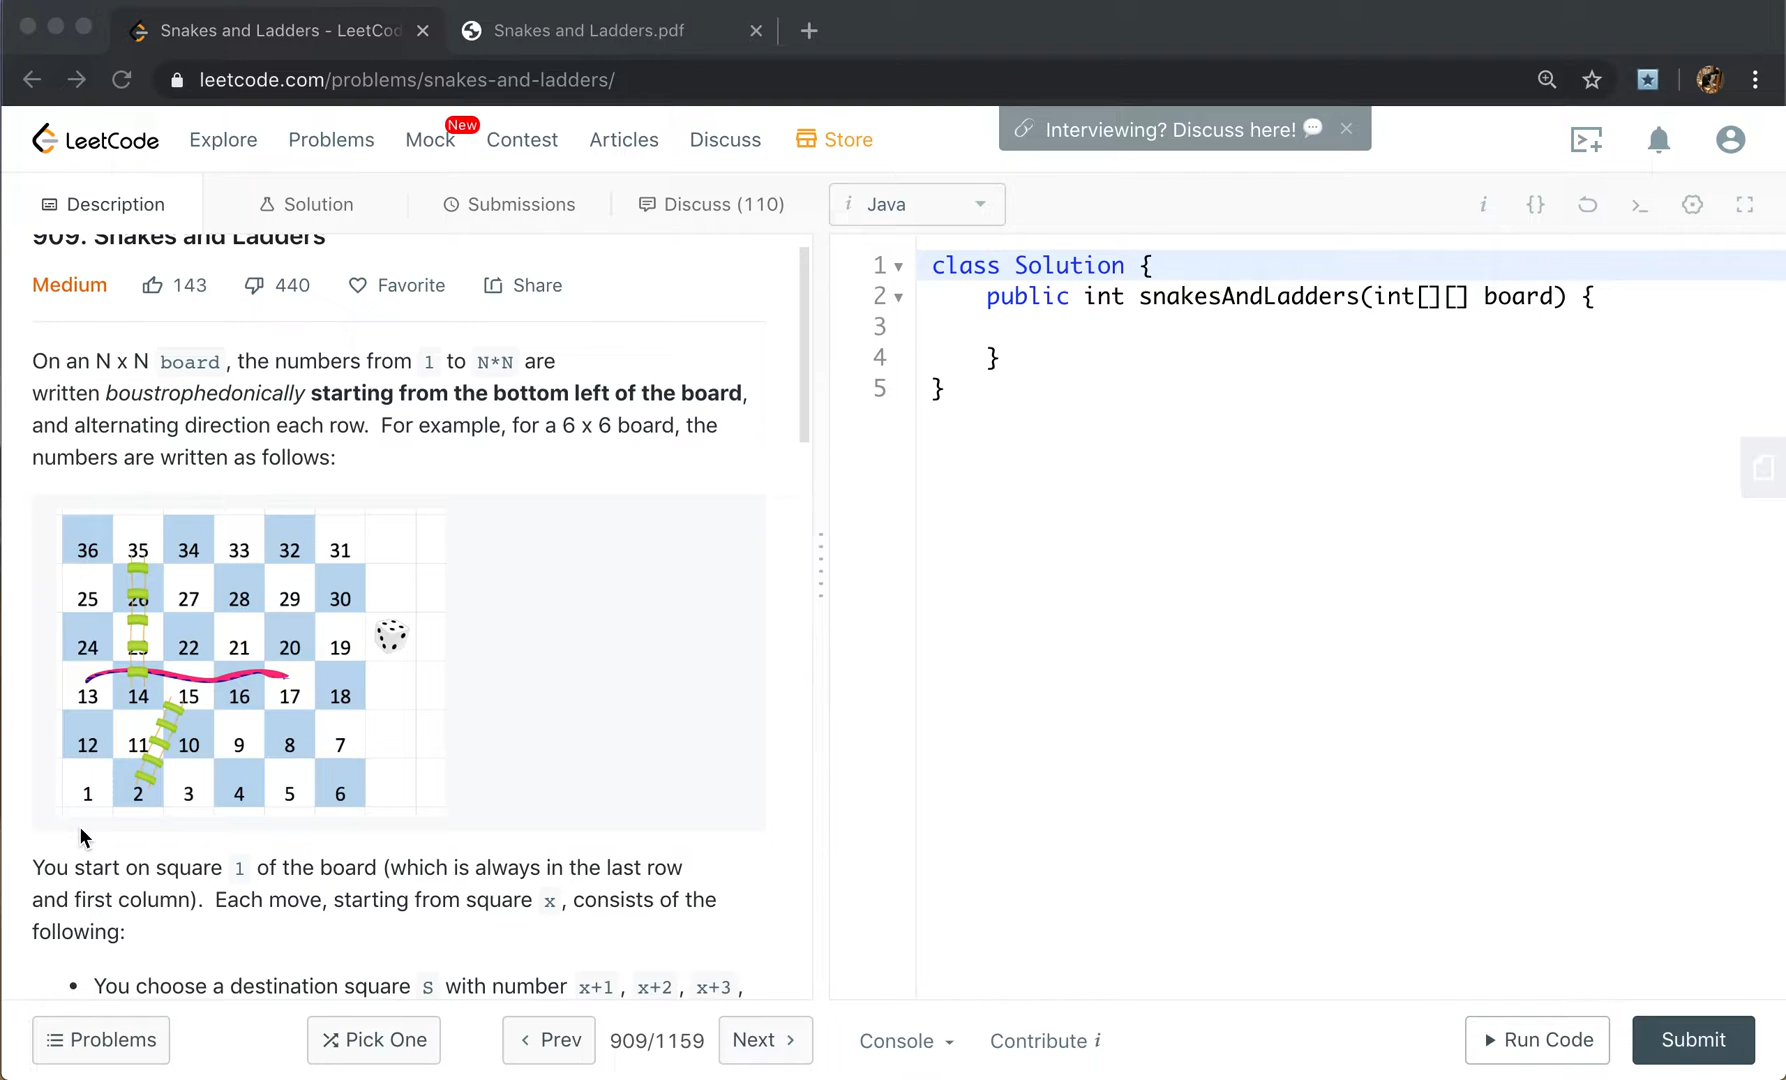 Snakes and Ladders - LeetCod
Snakes and Ladders.pdf
leetcode.com/problems/snakes-and-ladders/
LeetCode
Explore
Problems
Mock
New
Contest
Articles
Discuss
Store
Interviewing? Discuss here!
Description
Solution
Submissions
Discuss (110)
i Java
909. Snakes and Ladders
Medium
143
440
Favorite
Share
On an N x N board, the numbers from 1 to N*N are
written boustrophedonically starting from the bottom left of the board,
and alternating direction each row. For example, for a 6 x 6 board, the
numbers are written as follows:
36 35 34 33 32 31
25 26 27 28 29 30
24 23 22 21 20 19
13 14 15 16 17 18
12 11 10 9 8 7
1 2 3 4 5 6
You start on square 1 of the board (which is always in the last row
and first column). Each move, starting from square x, consists of the
following:
• You choose a destination square S with number x+1, x+2, x+3,
i {} >_
1 class Solution {
2 public int snakesAndLadders(int[][] board) {
3
4 }
5 }
Problems
Pick One
Prev
909/1159
Next
Console
Contribute i
Run Code
Submit